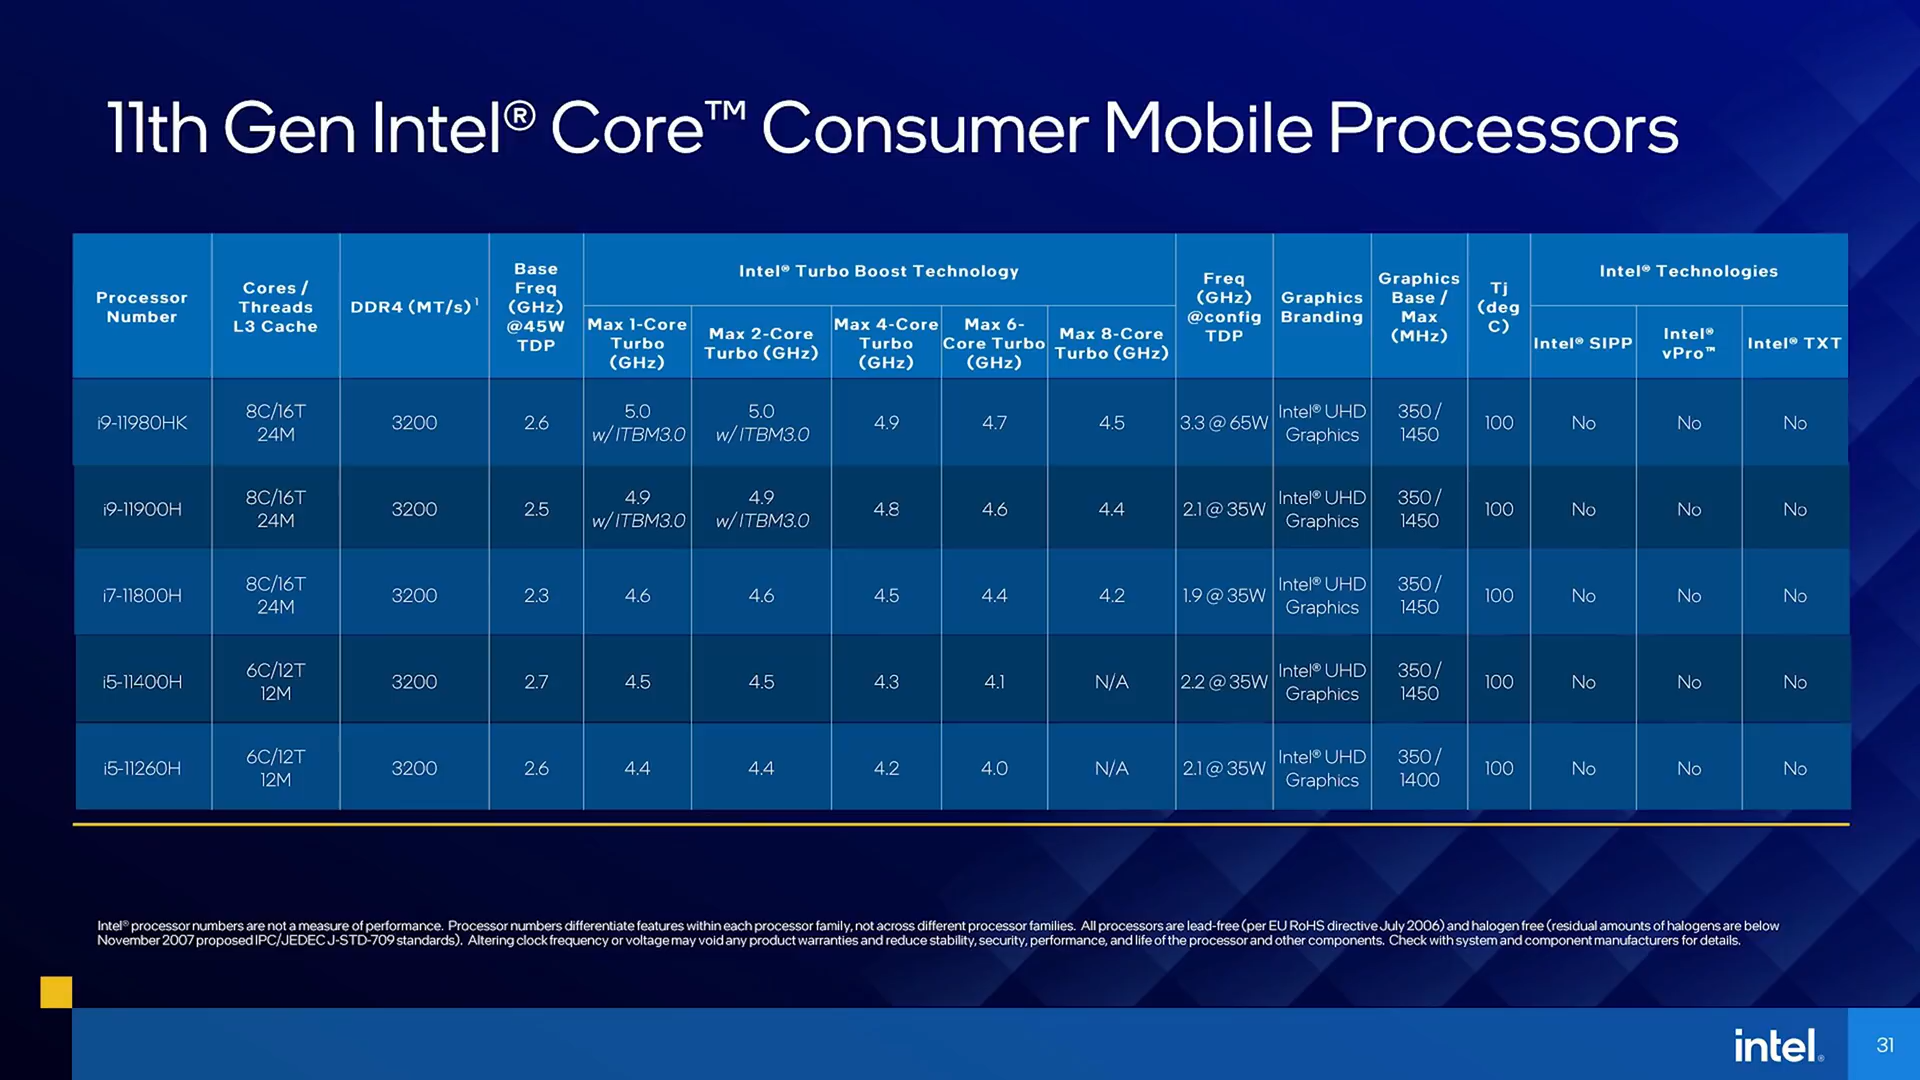 11th Gen Intel® Core™ Consumer Mobile Processors
Processor
Number
Cores /
Threads
L3 Cache
DDR4 (MT/s)¹
Base
Freq
(GHz)
@45W
TDP
Intel® Turbo Boost Technology
Max 1-Core
Turbo
(GHz)
Max 2-Core
Turbo (GHz)
Max 4-Core
Turbo
(GHz)
Max 6-
Core Turbo
(GHz)
Max 8-Core
Turbo (GHz)
Freq
(GHz)
@config
TDP
Graphics
Branding
Graphics
Base /
Max
(MHz)
Tj
(deg
C)
Intel® Technologies
Intel® SIPP
Intel®
vPro™
Intel® TXT
i9-11980HK
8C/16T
24M
3200
2.6
5.0
w/ ITBM3.0
5.0
w/ ITBM3.0
4.9
4.7
4.5
3.3 @ 65W
Intel® UHD
Graphics
350 /
1450
100
No
No
No
i9-11900H
8C/16T
24M
3200
2.5
4.9
w/ ITBM3.0
4.9
w/ ITBM3.0
4.8
4.6
4.4
2.1 @ 35W
Intel® UHD
Graphics
350 /
1450
100
No
No
No
i7-11800H
8C/16T
24M
3200
2.3
4.6
4.6
4.5
4.4
4.2
1.9 @ 35W
Intel® UHD
Graphics
350 /
1450
100
No
No
No
i5-11400H
6C/12T
12M
3200
2.7
4.5
4.5
4.3
4.1
N/A
2.2 @ 35W
Intel® UHD
Graphics
350 /
1450
100
No
No
No
i5-11260H
6C/12T
12M
3200
2.6
4.4
4.4
4.2
4.0
N/A
2.1 @ 35W
Intel® UHD
Graphics
350 /
1400
100
No
No
No
Intel® processor numbers are not a measure of performance. Processor numbers differentiate features within each processor family, not across different processor families. All processors are lead-free (per EU RoHS directive July 2006) and halogen free (residual amounts of halogens are below
November 2007 proposed IPC/JEDEC J-STD-709 standards). Altering clock frequency or voltage may void any product warranties and reduce stability, security, performance, and life of the processor and other components. Check with system and component manufacturers for details.
intel®
31